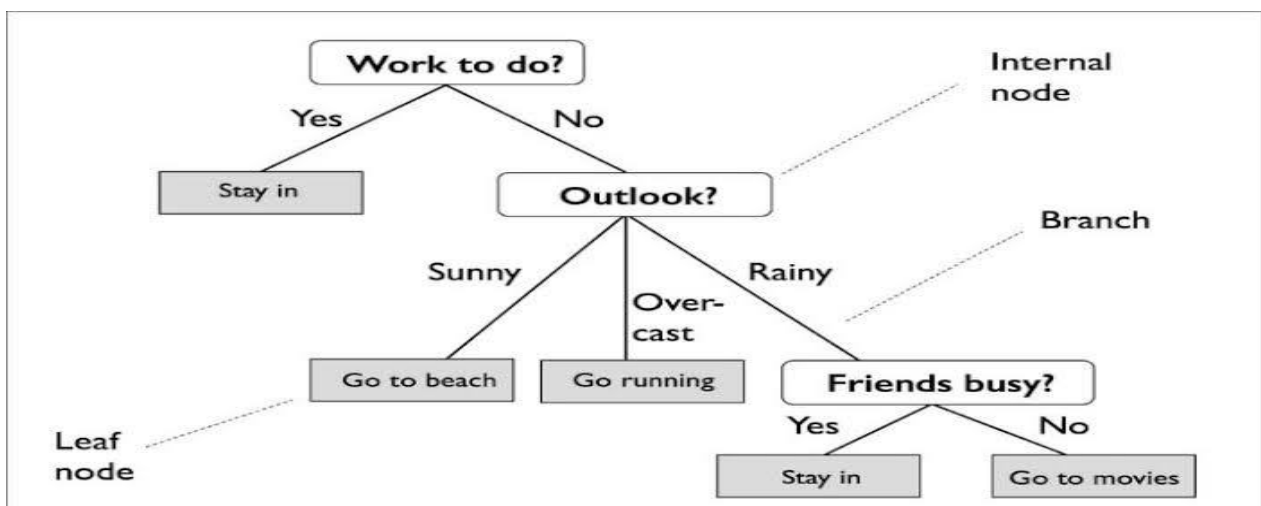 Work to do?
Internal
node
Yes
No
Stay in
Outlook?
Branch
Sunny
Over-
cast
Rainy
Go to beach
Go running
Friends busy?
Leaf
node
Yes
No
Stay in
Go to movies